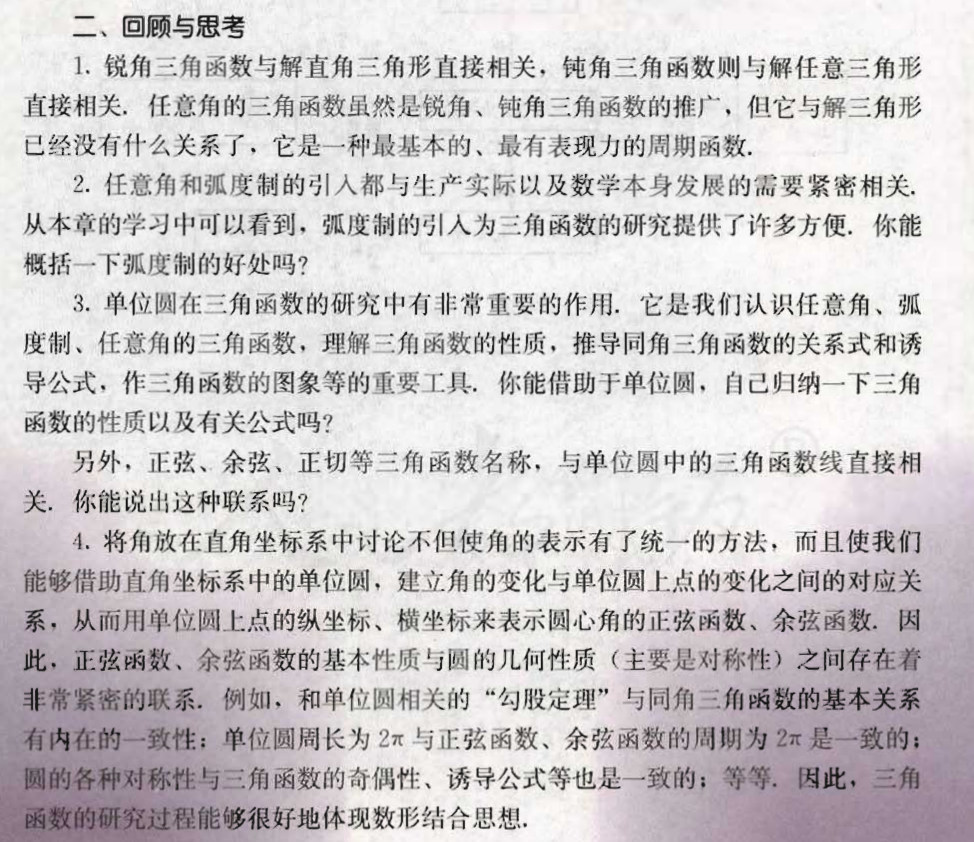 二、回顾与思考
1. 锐角三角函数与解直角三角形直接相关，钝角三角函数则与解任意三角形
直接相关. 任意角的三角函数虽然是锐角、钝角三角函数的推广，但它与解三角形
已经没有什么关系了，它是一种最基本的、最有表现力的周期函数.
2. 任意角和弧度制的引入都与生产实际以及数学本身发展的需要紧密相关.
从本章的学习中可以看到，弧度制的引入为三角函数的研究提供了许多方便. 你能
概括一下弧度制的好处吗?
3. 单位圆在三角函数的研究中有非常重要的作用. 它是我们认识任意角、弧
度制、任意角的三角函数，理解三角函数的性质，推导同角三角函数的关系式和诱
导公式，作三角函数的图象等的重要工具. 你能借助于单位圆，自己归纳一下三角
函数的性质以及有关公式吗?
另外，正弦、余弦、正切等三角函数名称，与单位圆中的三角函数线直接相
关. 你能说出这种联系吗?
4. 将角放在直角坐标系中讨论不但使角的表示有了统一的方法，而且使我们
能够借助直角坐标系中的单位圆，建立角的变化与单位圆上点的变化之间的对应关
系，从而用单位圆上点的纵坐标、横坐标来表示圆心角的正弦函数、余弦函数. 因
此，正弦函数、余弦函数的基本性质与圆的几何性质（主要是对称性）之间存在着
非常紧密的联系. 例如，和单位圆相关的“勾股定理”与同角三角函数的基本关系
有内在的一致性：单位圆周长为 2π 与正弦函数、余弦函数的周期为 2π 是一致的；
圆的各种对称性与三角函数的奇偶性、诱导公式等也是一致的；等等. 因此，三角
函数的研究过程能够很好地体现数形结合思想.